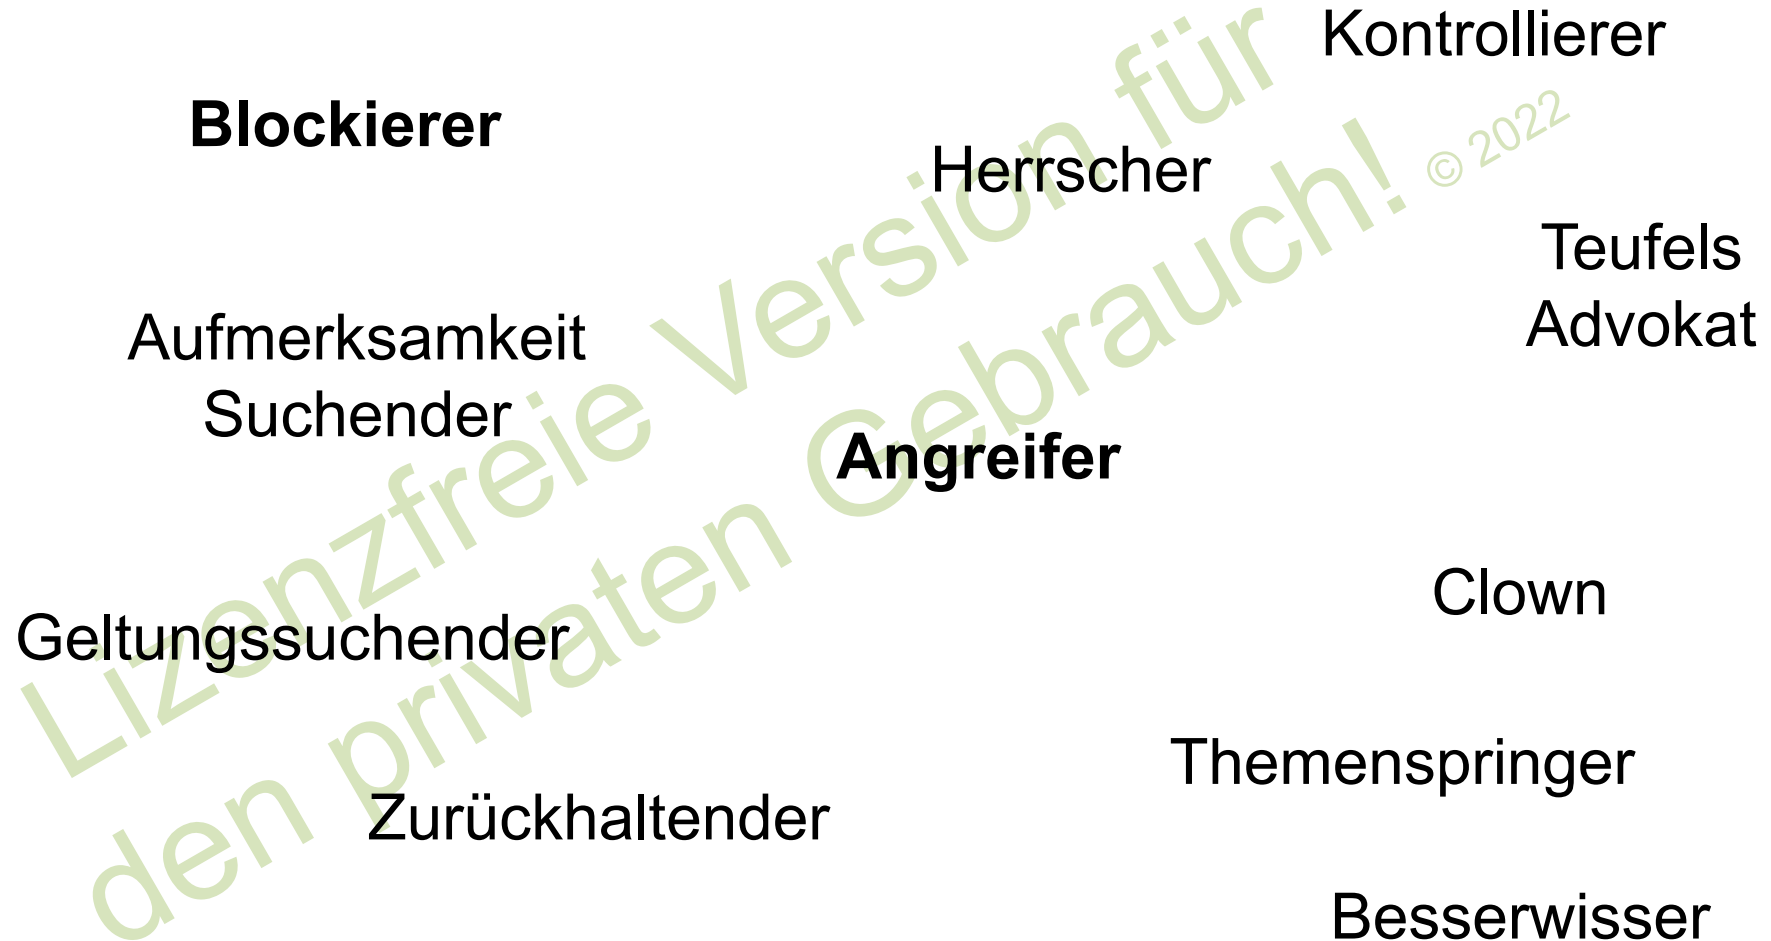 Kontrollierer
Blockierer
Herrscher
Teufels
Advokat
Aufmerksamkeit
Suchender
Angreifer
Clown
Geltungssuchender
Themenspringer
Zurückhaltender
Besserwisser
Lizenzfreie Version für
den privaten Gebrauch! © 2022